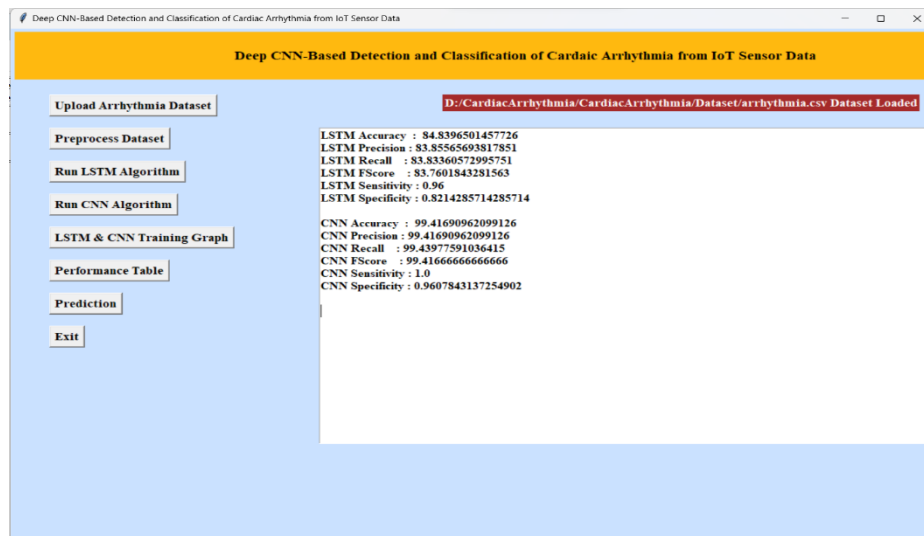 Deep CNN-Based Detection and Classification of Cardiac Arrhythmia from IoT Sensor Data
Deep CNN-Based Detection and Classification of Cardaic Arrhythmia from IoT Sensor Data
Upload Arrhythmia Dataset
D:/CardiacArrhythmia/CardiacArrhythmia/Dataset/arrhythmia.csv Dataset Loaded
Preprocess Dataset
Run LSTM Algorithm
Run CNN Algorithm
LSTM & CNN Training Graph
Performance Table
Prediction
Exit
LSTM Accuracy : 84.8396501457726
LSTM Precision : 83.85565693817851
LSTM Recall : 83.83360572995751
LSTM FScore : 83.7601843281563
LSTM Sensitivity : 0.96
LSTM Specificity : 0.8214285714285714
CNN Accuracy : 99.41690962099126
CNN Precision : 99.41690962099126
CNN Recall : 99.43977591036415
CNN FScore : 99.41666666666666
CNN Sensitivity : 1.0
CNN Specificity : 0.9607843137254902